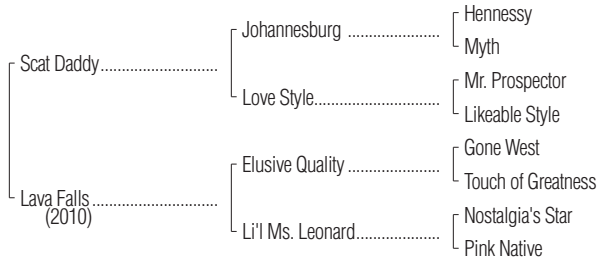 Hennessy
Johannesburg ......................
Myth
Scat Daddy............................
Mr. Prospector
Love Style..............................
Likeable Style
Gone West
Elusive Quality ......................
Touch of Greatness
Lava Falls ..............................
(2010)
Nostalgia's Star
Li'l Ms. Leonard....................
Pink Native